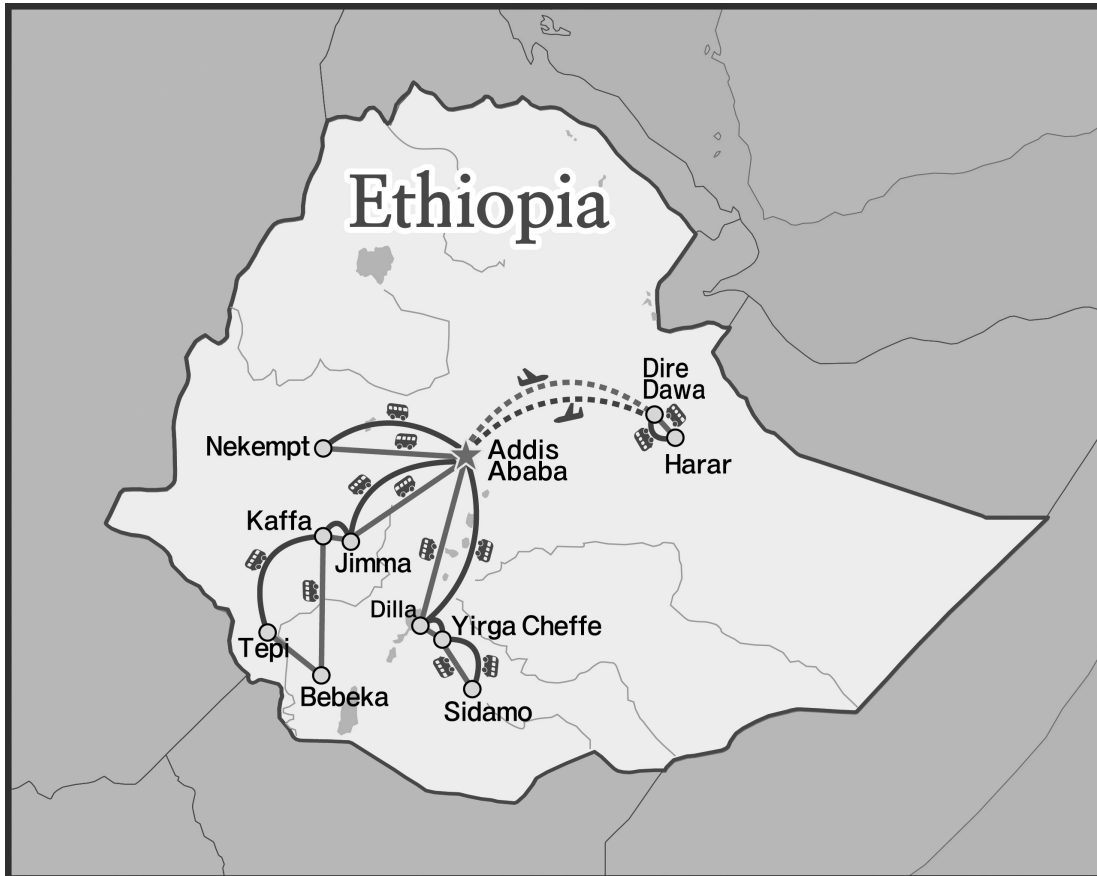 Ethiopia
Dire
Dawa
Nekempt
Addis
Ababa
Harar
Kaffa
Jimma
Dilla
Yirga Cheffe
Tepi
Bebeka
Sidamo